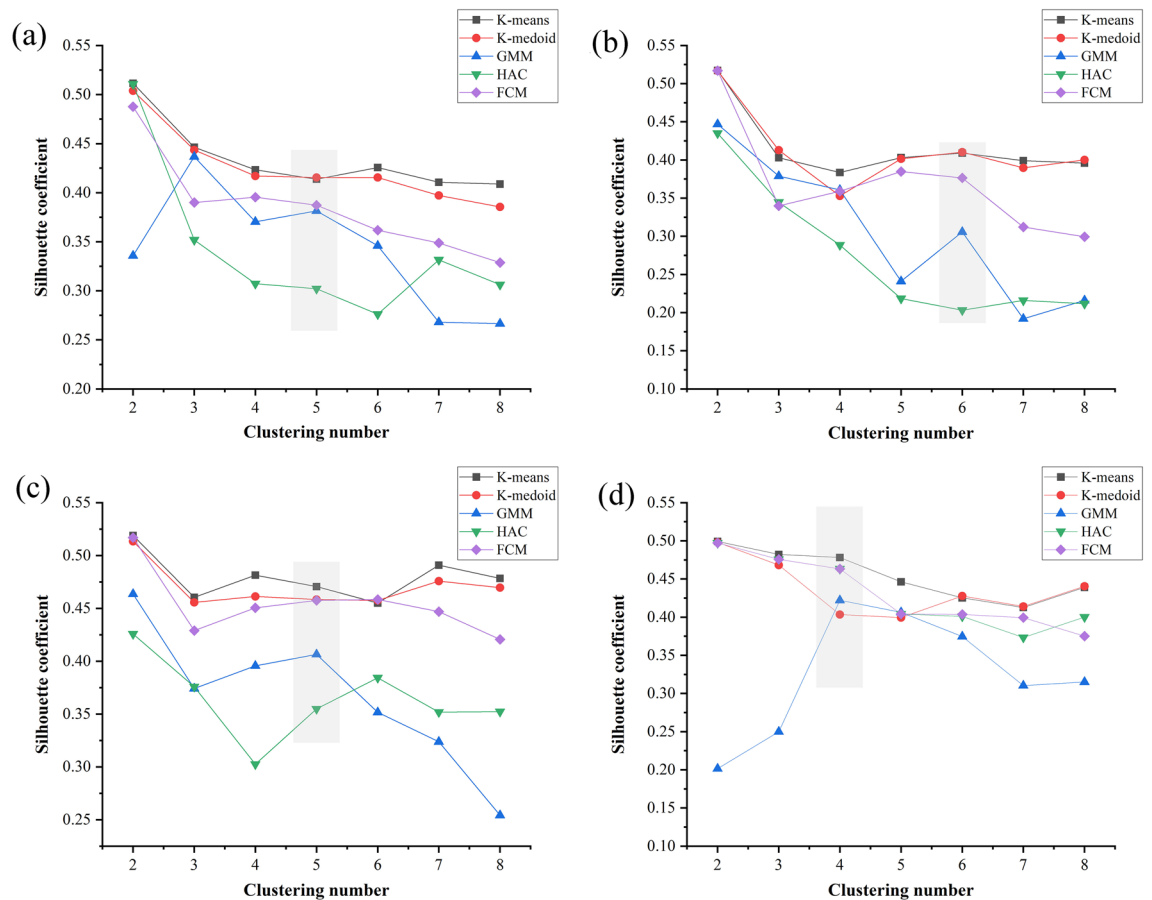 (a)
K-means
K-medoid
GMM
HAC
FCM
0.55
0.50
0.45
0.40
0.35
0.30
0.25
0.20
Silhouette coefficient
2 3 4 5 6 7 8
Clustering number
(b)
K-means
K-medoid
GMM
HAC
FCM
0.55
0.50
0.45
0.40
0.35
0.30
0.25
0.20
0.15
0.10
Silhouette coefficient
2 3 4 5 6 7 8
Clustering number
(c)
K-means
K-medoid
GMM
HAC
FCM
0.55
0.50
0.45
0.40
0.35
0.30
0.25
Silhouette coefficient
2 3 4 5 6 7 8
Clustering number
(d)
K-means
K-medoid
GMM
HAC
FCM
0.55
0.50
0.45
0.40
0.35
0.30
0.25
0.20
0.15
0.10
Silhouette coefficient
2 3 4 5 6 7 8
Clustering number